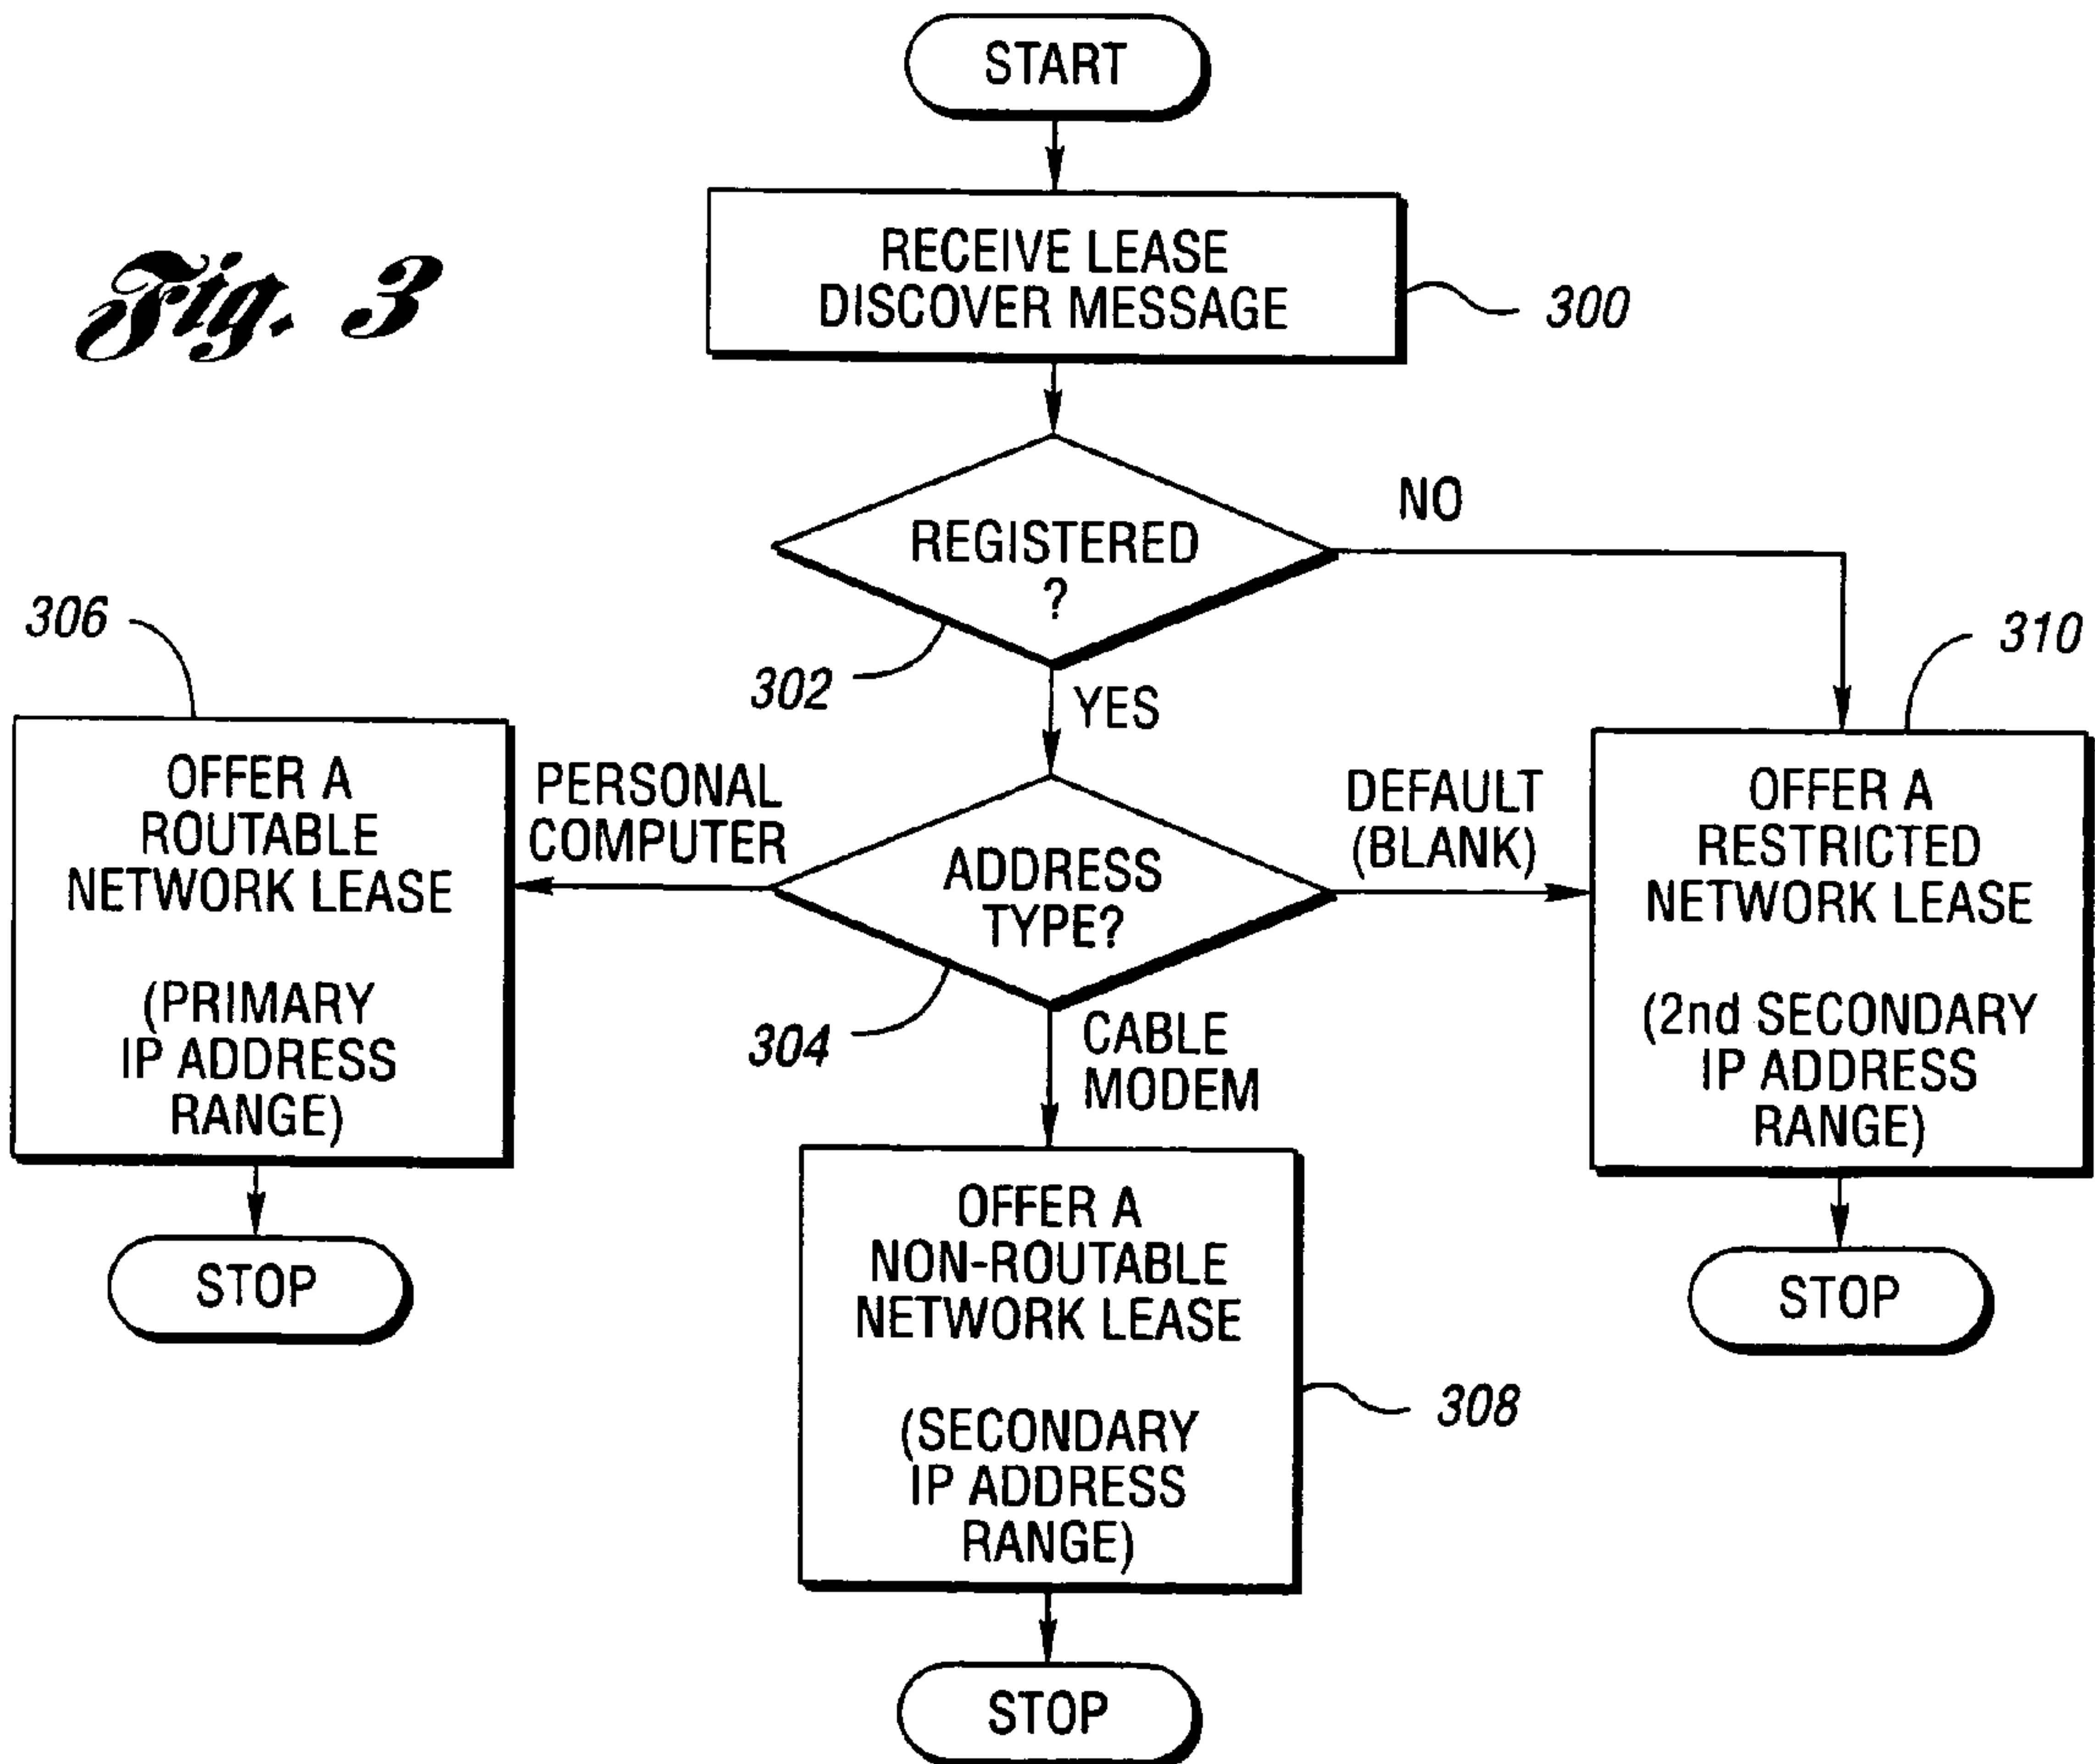 START
Fig. 3
RECEIVE LEASE
DISCOVER MESSAGE
300
REGISTERED
?
NO
302
YES
306
310
OFFER A
ROUTABLE
NETWORK LEASE
(PRIMARY
IP ADDRESS
RANGE)
PERSONAL
COMPUTER
ADDRESS
TYPE?
DEFAULT
(BLANK)
OFFER A
RESTRICTED
NETWORK LEASE
(2nd SECONDARY
IP ADDRESS
RANGE)
304
CABLE
MODEM
STOP
OFFER A
NON-ROUTABLE
NETWORK LEASE
(SECONDARY
IP ADDRESS
RANGE)
308
STOP
STOP